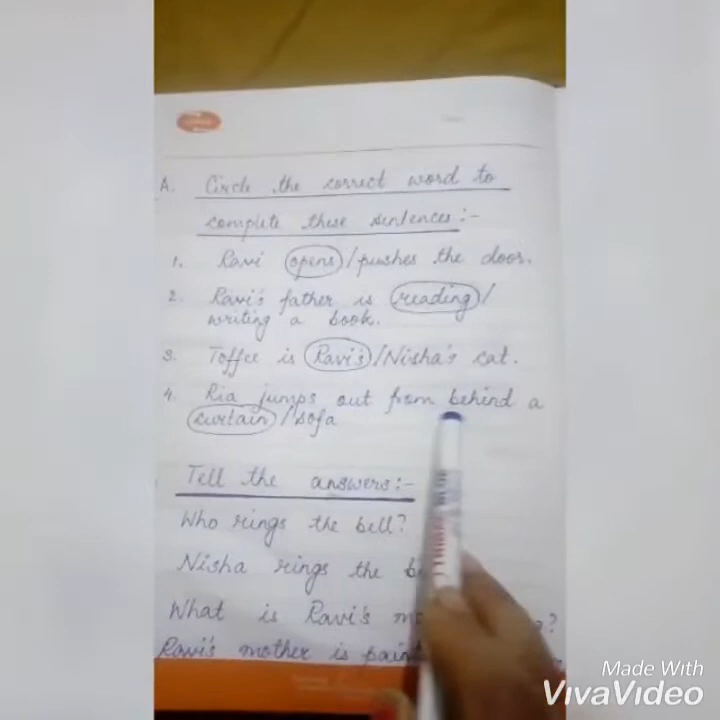 A. Circle the correct word to
complete these sentences :-
1. Ravi opens/pushes the door.
2. Ravi's father is reading/
writing a book.
3. Toffee is Ravi's/Nisha's cat.
4. Ria jumps out from behind a
curtain/sofa
Tell the answers :-
Who rings the bell?
Nisha rings the
What is Ravi's ?
Ravi's mother is
Made With
VivaVideo